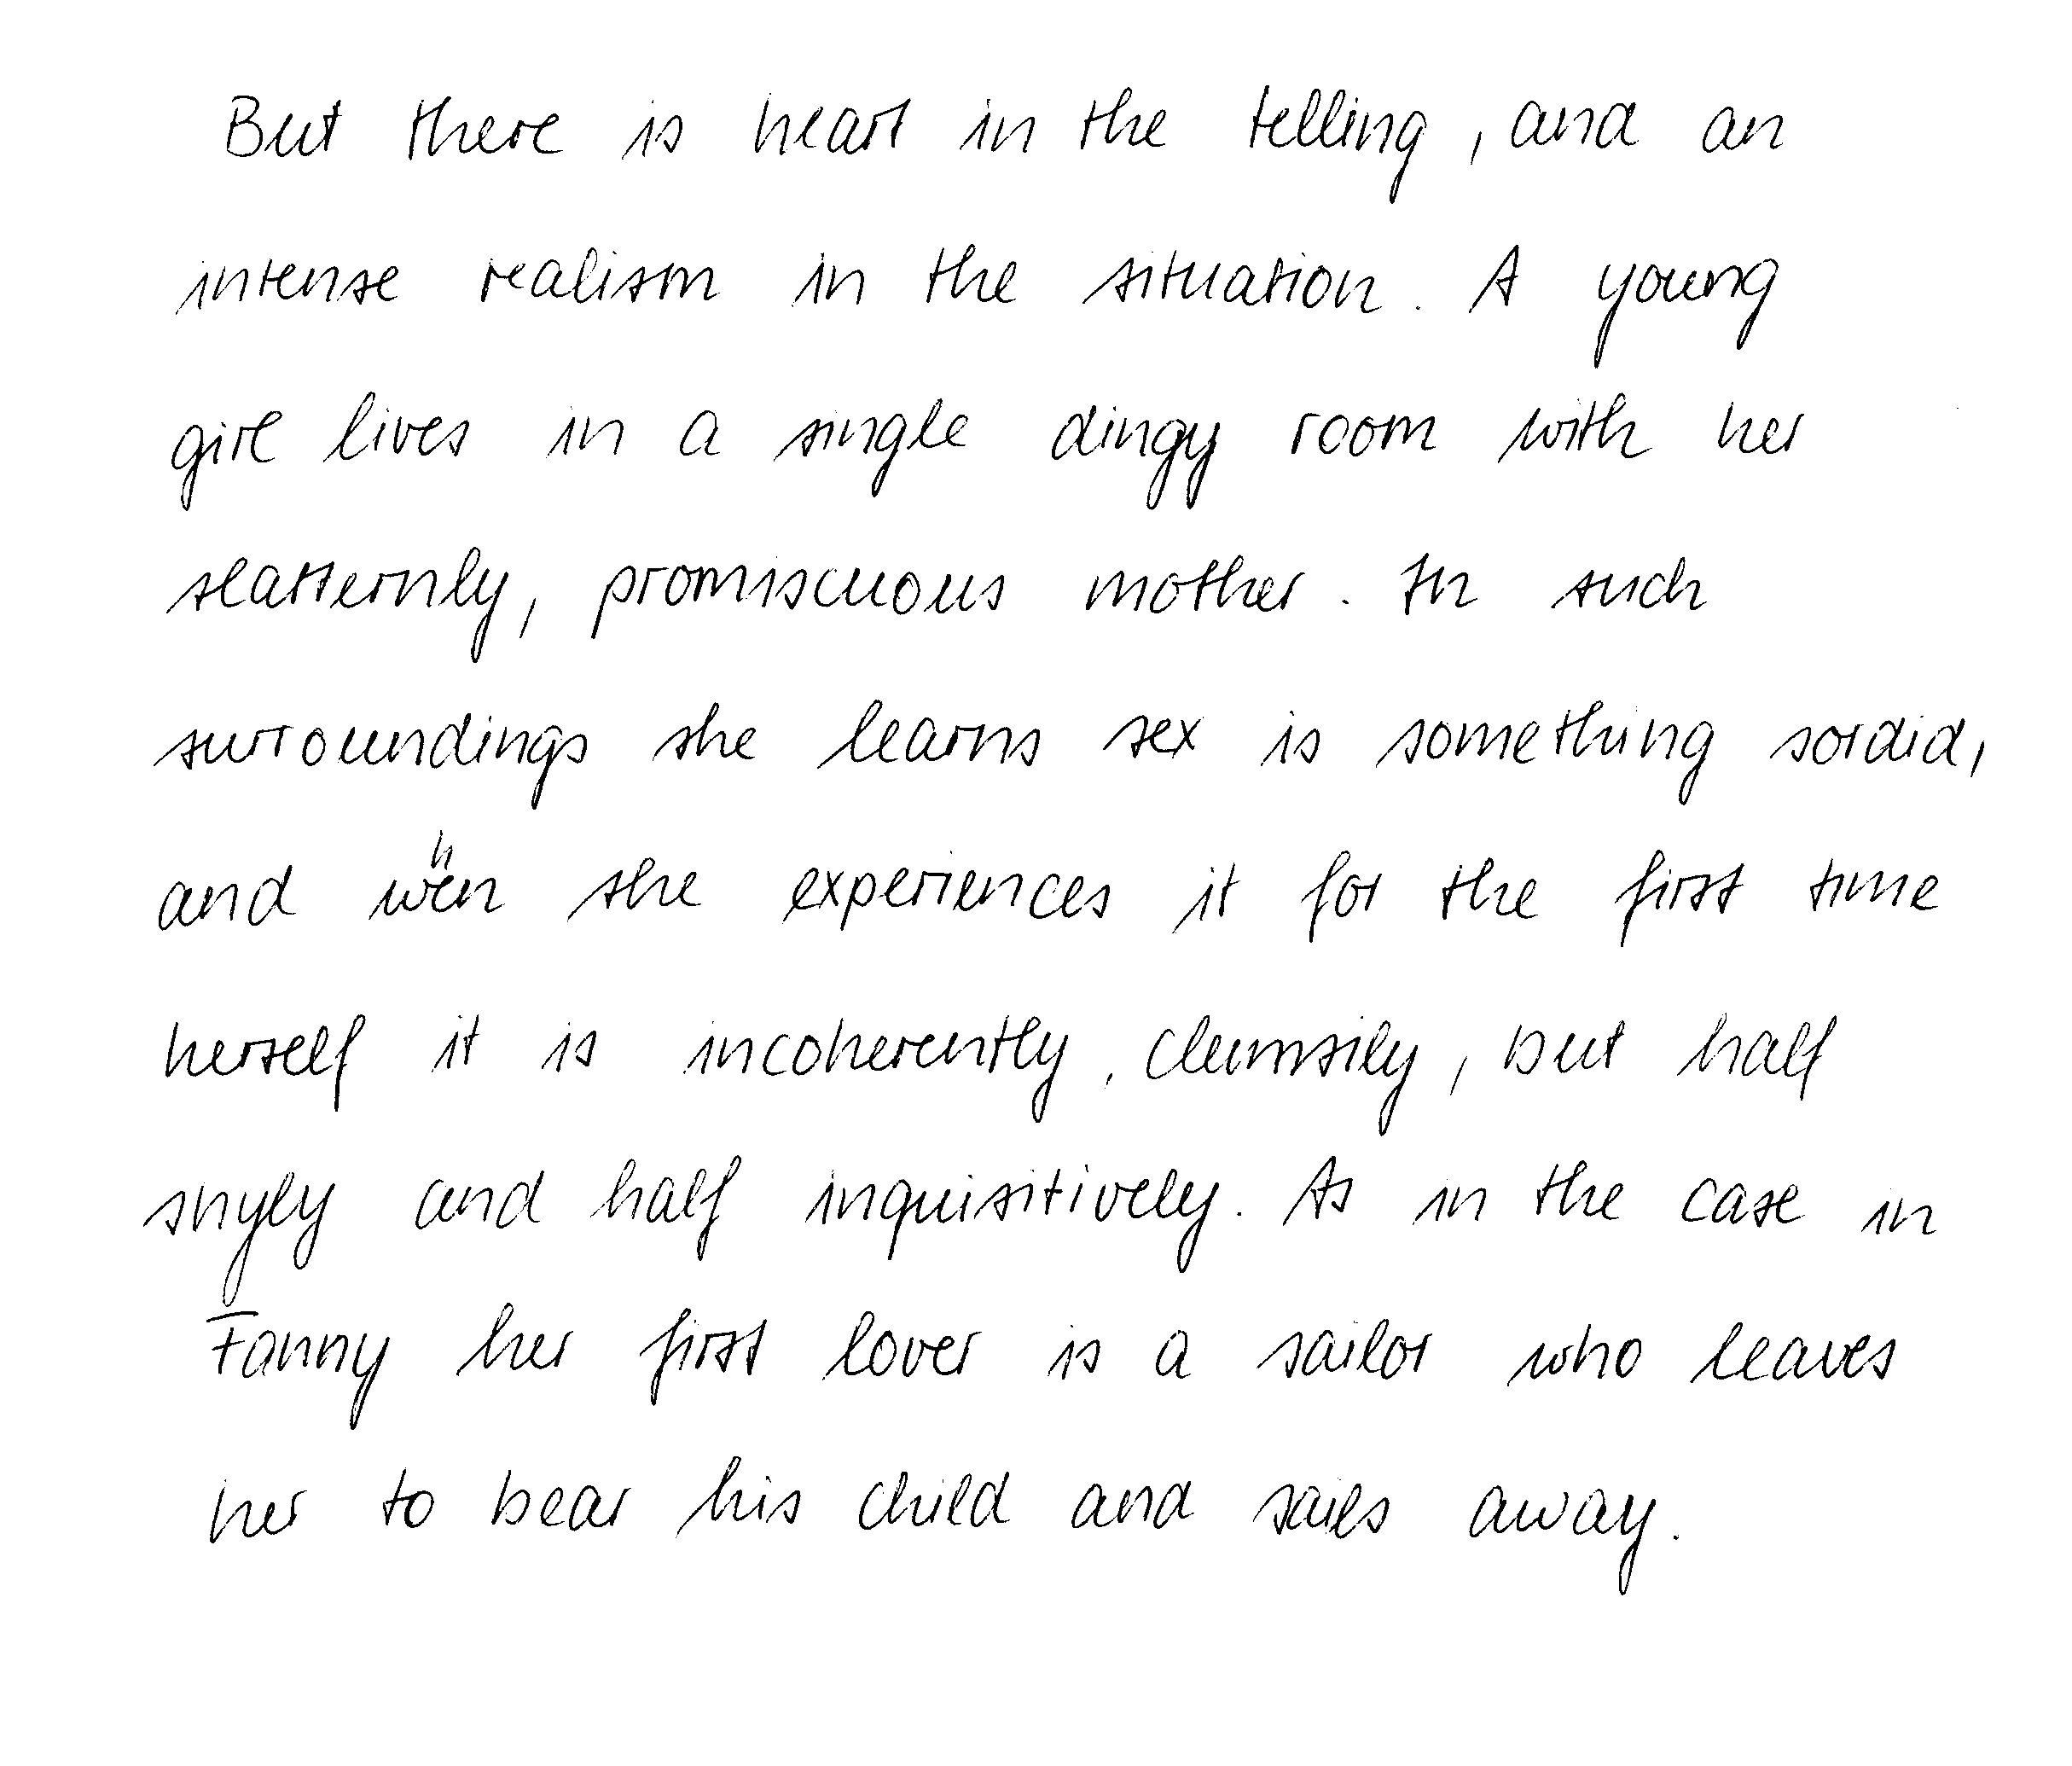 But there is heart in the telling, and an
intense realism in the situation. A young
girl lives in a single dingy room with her
slatternly, promiscuous mother. In such
surroundings she learns sex is something sordid,
and when she experiences it for the first time
herself it is incoherently, clumsily, but half
shyly and half inquisitively. As in the case in
Fanny her first lover is a sailor who leaves
her to bear his child and sails away.